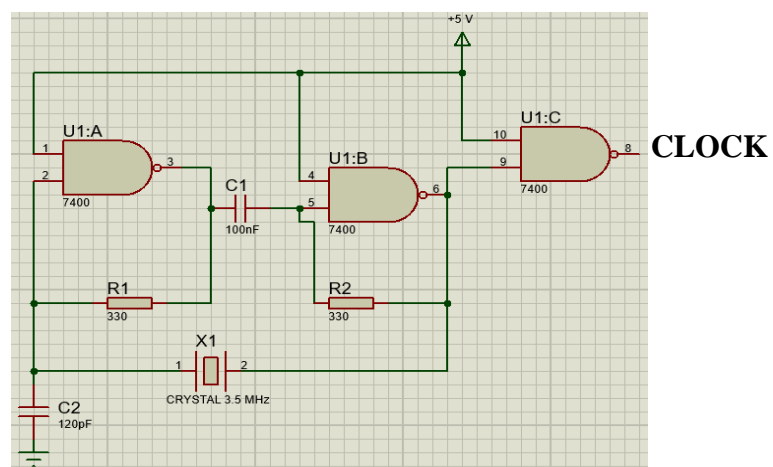 +5 V
U1:A
1
2
3
7400
C1
100nF
U1:B
4
5
6
7400
U1:C
10
9
8
7400
CLOCK
R1
330
R2
330
X1
1
2
CRYSTAL 3.5 MHz
C2
120pF